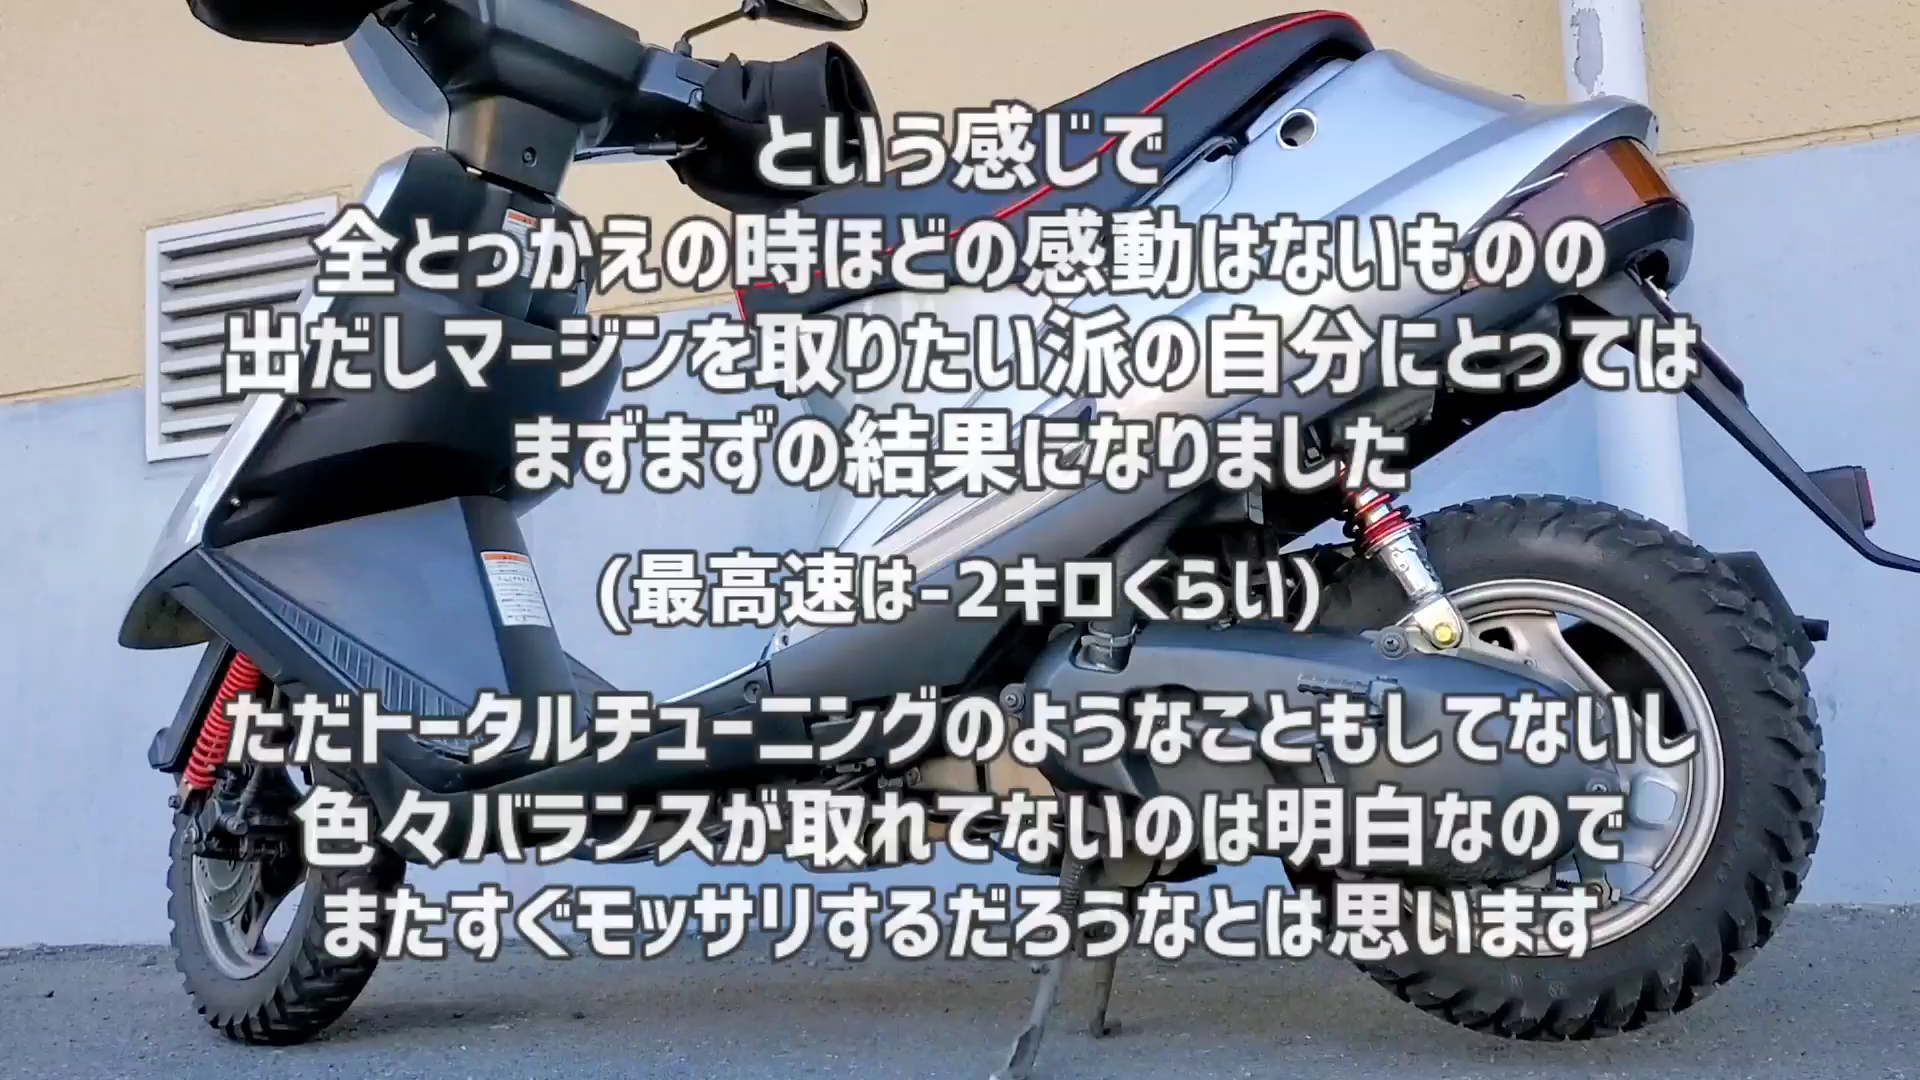 という感じで
全とっかえの時ほどの感動はないものの
出だしマージンを取りたい派の自分にとっては
まずまずの結果になりました
(最高速は-2キロくらい)
ただトータルチューニングのようなこともしてないし
色々バランスが取れてないのは明白なので
またすぐモッサリするだろうなとは思います